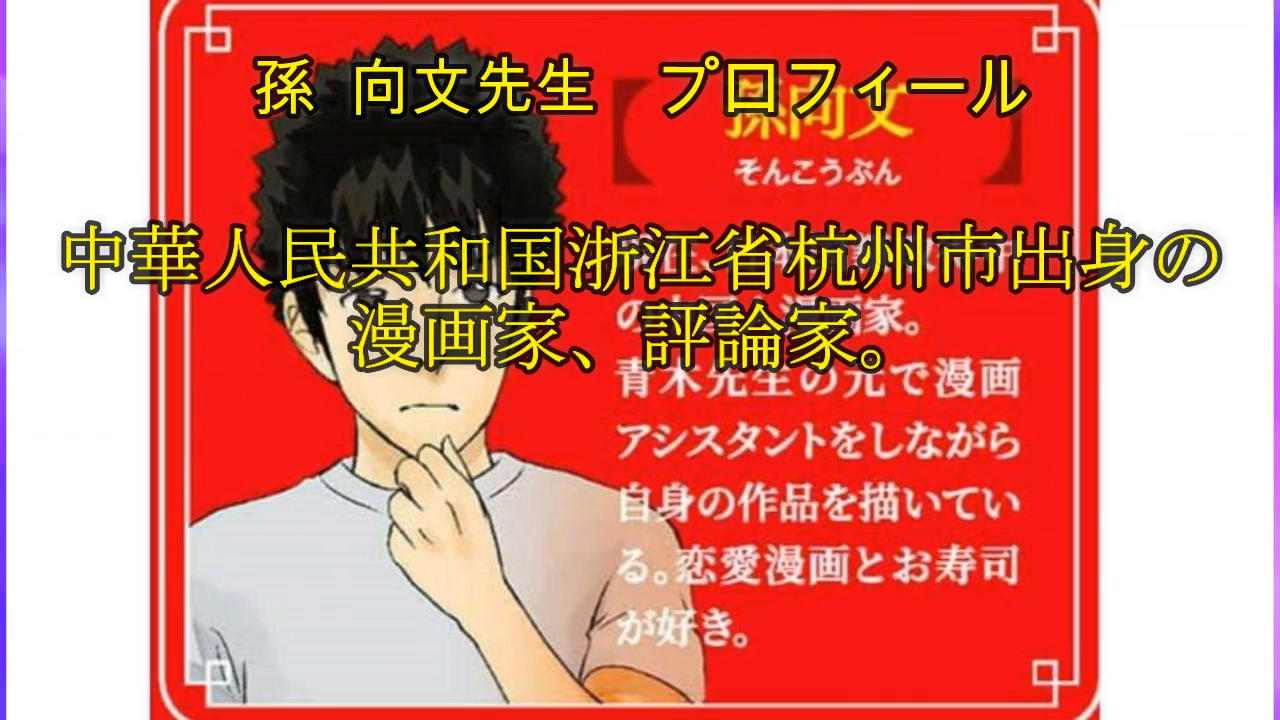 孫 向文先生 プロフィール
孫向文
そんこうぶん
中華人民共和国浙江省杭州市出身の
漫画家、評論家。
青木先生の元で漫画
アシスタントをしながら
自身の作品を描いてい
る。恋愛漫画とお寿司
が好き。